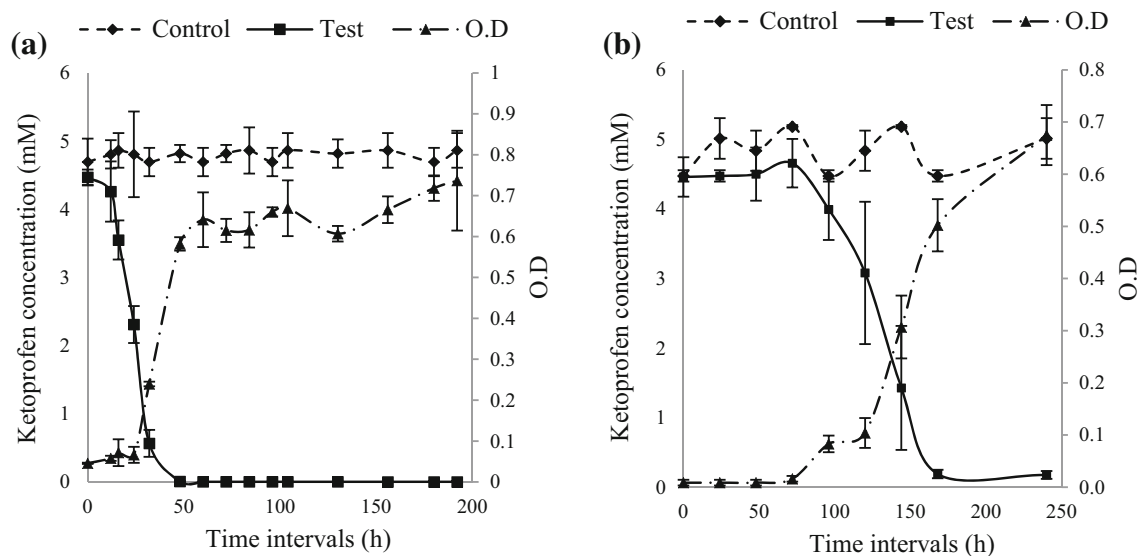 (a)
Control Test O.D
6
5
4
3
2
1
0
Ketoprofen concentration (mM)
1
0.9
0.8
0.7
0.6
0.5
0.4
0.3
0.2
0.1
0
O.D
0 50 100 150 200
Time intervals (h)
(b)
Control Test O.D
6
5
4
3
2
1
0
Ketoprofen concentration (mM)
0.8
0.7
0.6
0.5
0.4
0.3
0.2
0.1
0.0
O.D
0 50 100 150 200 250
Time intervals (h)